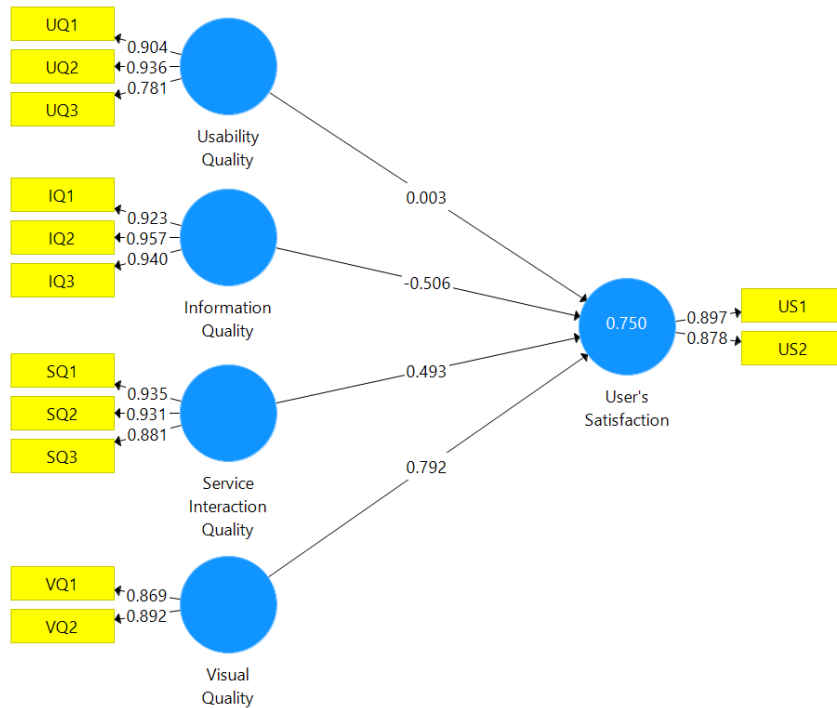 UQ1
0.904
UQ2
0.936
UQ3
0.781
Usability
Quality
0.003
IQ1
0.923
IQ2
0.957
IQ3
0.940
Information
Quality
-0.506
SQ1
0.935
SQ2
0.931
SQ3
0.881
Service
Interaction
Quality
0.493
VQ1
0.869
VQ2
0.892
Visual
Quality
0.792
0.750
User's
Satisfaction
0.897
US1
0.878
US2